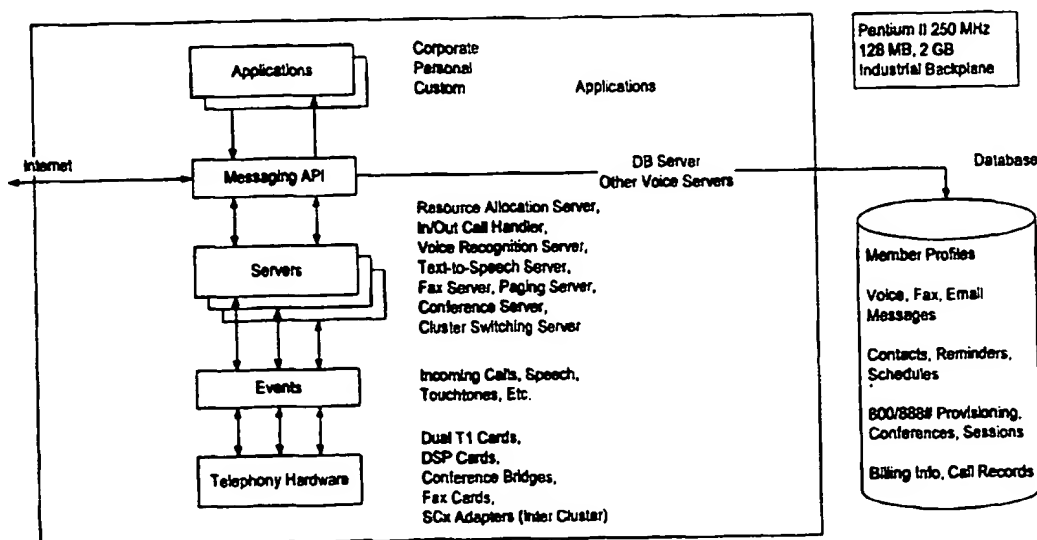 Applications
Corporate
Personal
Custom
Applications
Pentium II 250 MHz
128 MB, 2 GB
Industrial Backplane
Internet
Messaging API
DB Server
Other Voice Servers
Database
Resource Allocation Server,
In/Out Call Handler,
Voice Recognition Server,
Text-to-Speech Server,
Fax Server, Paging Server,
Conference Server,
Cluster Switching Server
Servers
Member Profiles
Voice, Fax, Email
Messages
Contacts, Reminders,
Schedules
800/888# Provisioning,
Conferences, Sessions
Billing Info, Call Records
Events
Incoming Calls, Speech,
Touchtones, Etc.
Telephony Hardware
Dual T1 Cards,
DSP Cards,
Conference Bridges,
Fax Cards,
SCx Adapters (Inter Cluster)